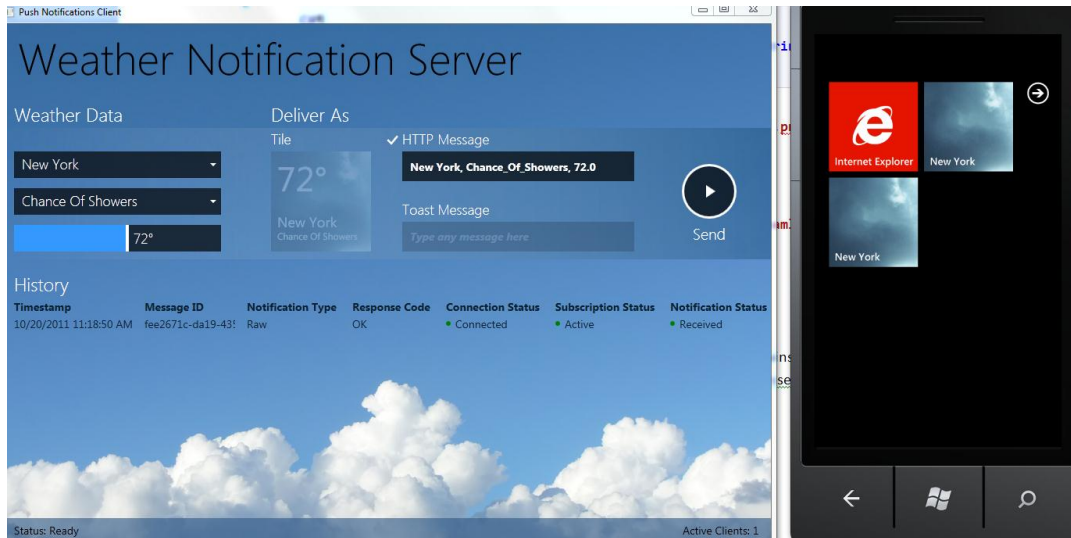 Push Notifications Client
Weather Notification Server
Weather Data
Deliver As
Tile
HTTP Message
New York
New York, Chance_Of_Showers, 72.0
72°
Chance Of Showers
Toast Message
New York
Type any message here
Chance Of Showers
72°
Send
History
Timestamp Message ID Notification Type Response Code Connection Status Subscription Status Notification Status
10/20/2011 11:18:50 AM fee2671c-da19-43 Raw OK Connected Active Received
Status: Ready
Active Clients: 1
Internet Explorer
New York
New York